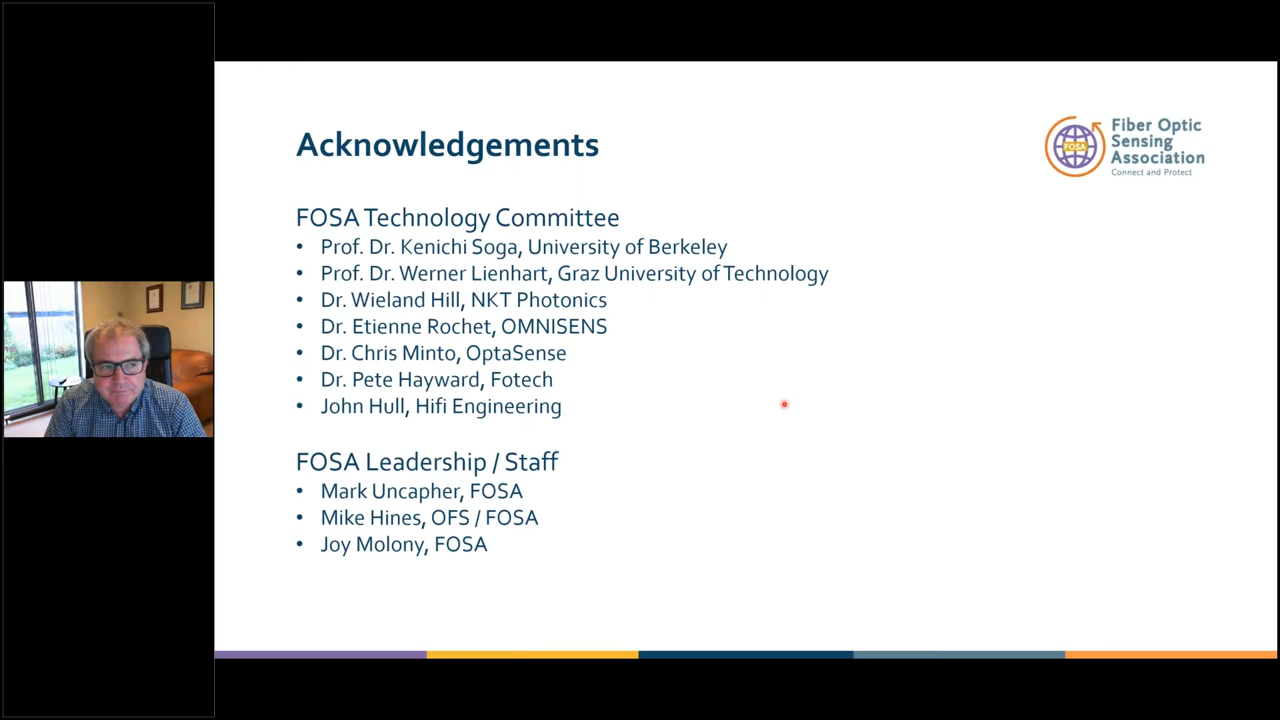 Acknowledgements
FOSA
Fiber Optic
Sensing
Association
Connect and Protect
FOSA Technology Committee
• Prof. Dr. Kenichi Soga, University of Berkeley
• Prof. Dr. Werner Lienhart, Graz University of Technology
• Dr. Wieland Hill, NKT Photonics
• Dr. Etienne Rochet, OMNISENS
• Dr. Chris Minto, OptaSense
• Dr. Pete Hayward, Fotech
• John Hull, Hifi Engineering
FOSA Leadership / Staff
• Mark Uncapher, FOSA
• Mike Hines, OFS / FOSA
• Joy Molony, FOSA